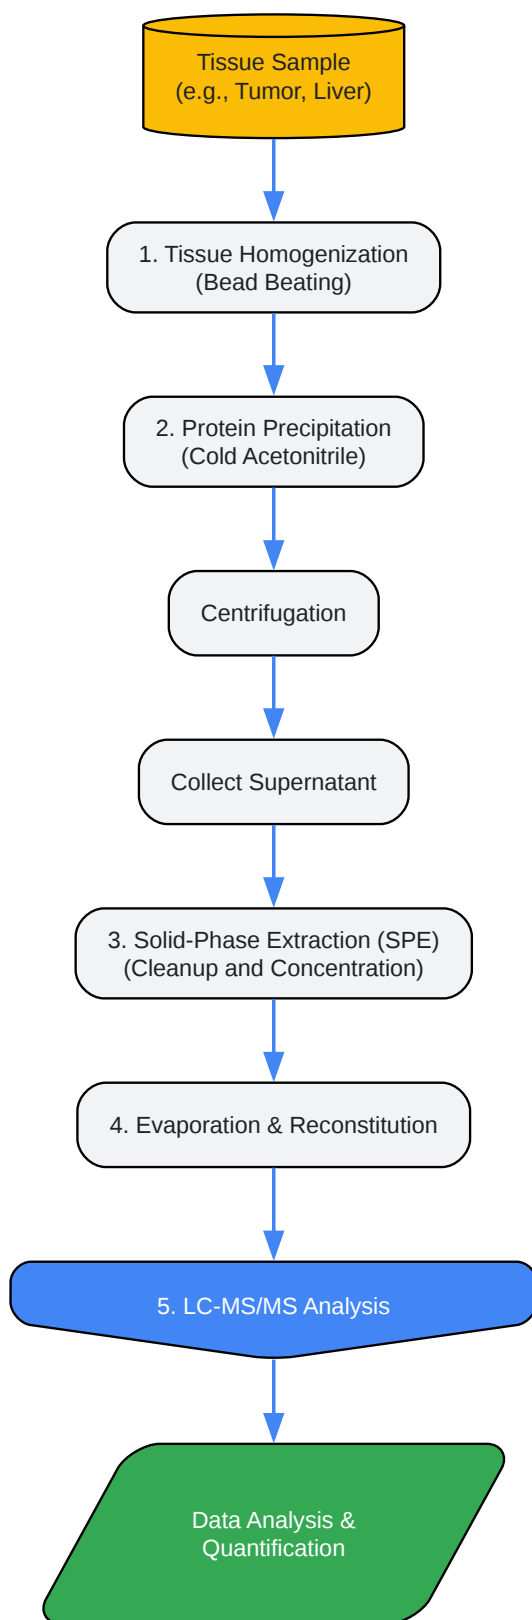 Tissue Sample
(e.g., Tumor, Liver)
1. Tissue Homogenization
(Bead Beating)
2. Protein Precipitation
(Cold Acetonitrile)
Centrifugation
Collect Supernatant
3. Solid-Phase Extraction (SPE)
(Cleanup and Concentration)
4. Evaporation & Reconstitution
5. LC-MS/MS Analysis
Data Analysis &
Quantification